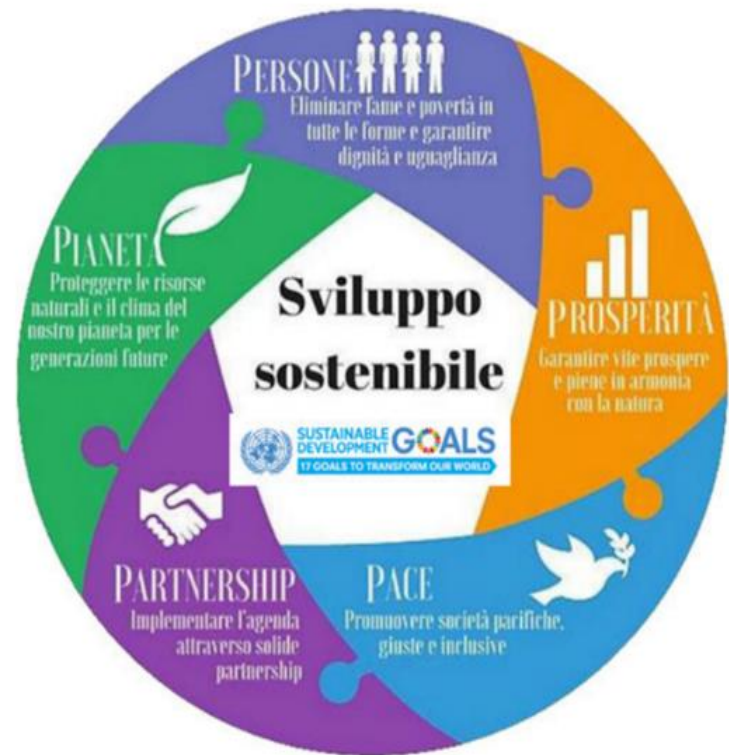 PERSONE
Eliminare fame e povertà in
tutte le forme e garantire
dignità e uguaglianza
PIANETA
Proteggere le risorse
naturali e il clima del
nostro pianeta per le
generazioni future
Sviluppo
sostenibile
SUSTAINABLE
DEVELOPMENT GOALS
17 GOALS TO TRANSFORM OUR WORLD
PROSPERITÀ
Garantire vite prospere
e piene in armonia
con la natura
PARTNERSHIP
Implementare l'agenda
attraverso solide
partnership
PACE
Promuovere società pacifiche,
giuste e inclusive